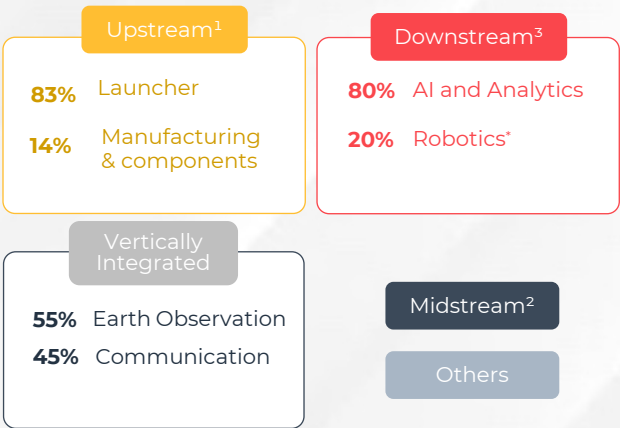 Upstream¹
83% Launcher
14% Manufacturing
& components
Downstream³
80% AI and Analytics
20% Robotics*
Vertically
Integrated
55% Earth Observation
45% Communication
Midstream²
Others